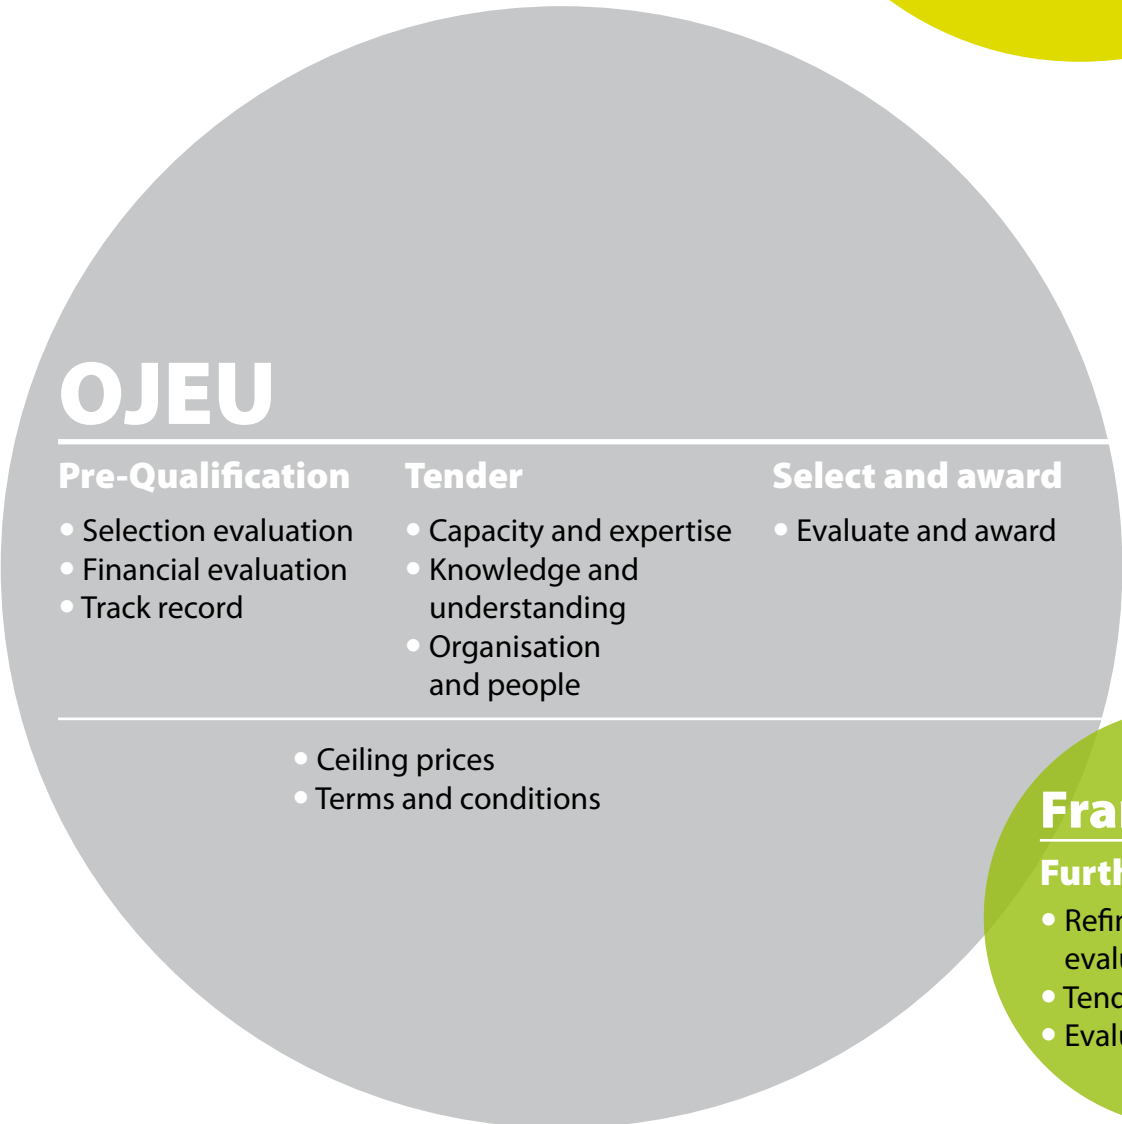 OJEU
Pre-Qualification
• Selection evaluation
• Financial evaluation
• Track record
Tender
• Capacity and expertise
• Knowledge and
understanding
• Organisation
and people
Select and award
• Evaluate and award
• Ceiling prices
• Terms and conditions